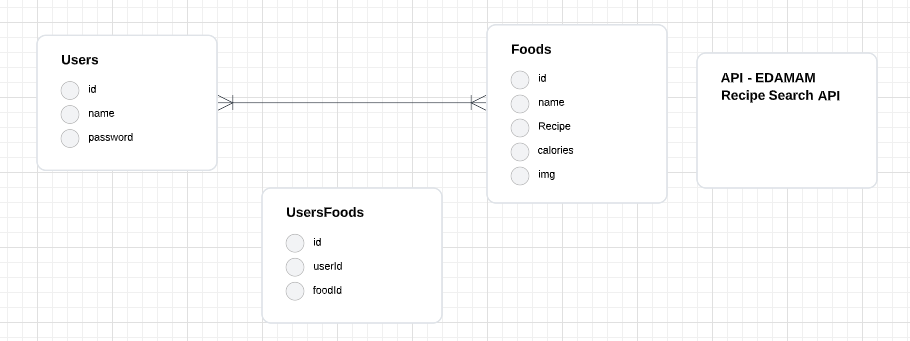 Users
id
name
password
Foods
id
name
Recipe
calories
img
API - EDAMAM
Recipe Search API
UsersFoods
id
userId
foodId